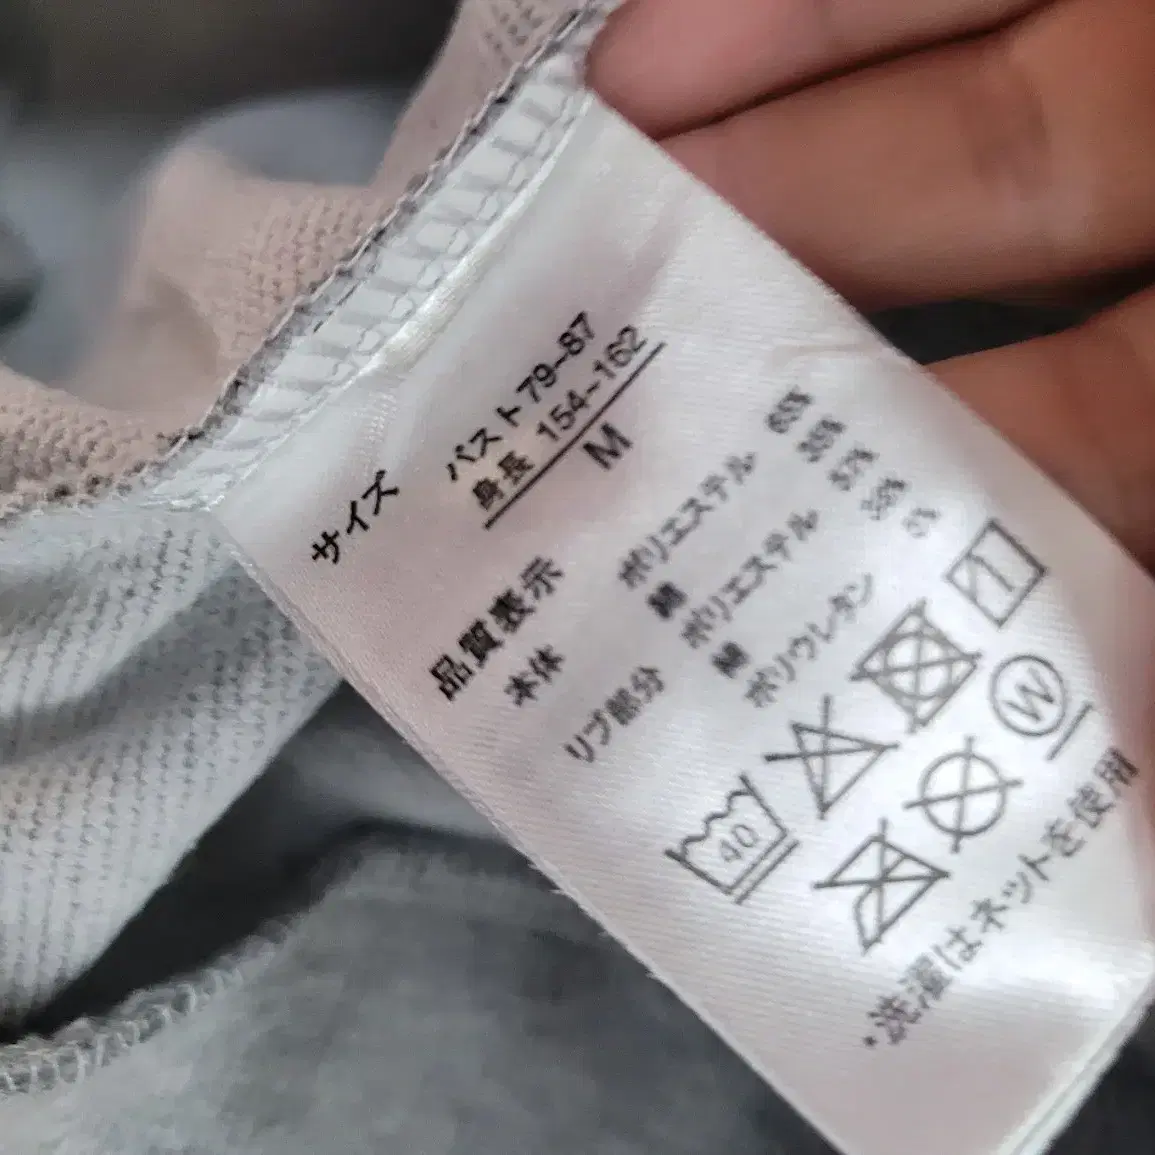 サイズ
バスト 79~87
身長 154~162
M
品質表示
本体 ポリエステル
綿
リブ部分 ポリエステル
綿
ポリウレタン
40
W
*洗濯はネットを使用